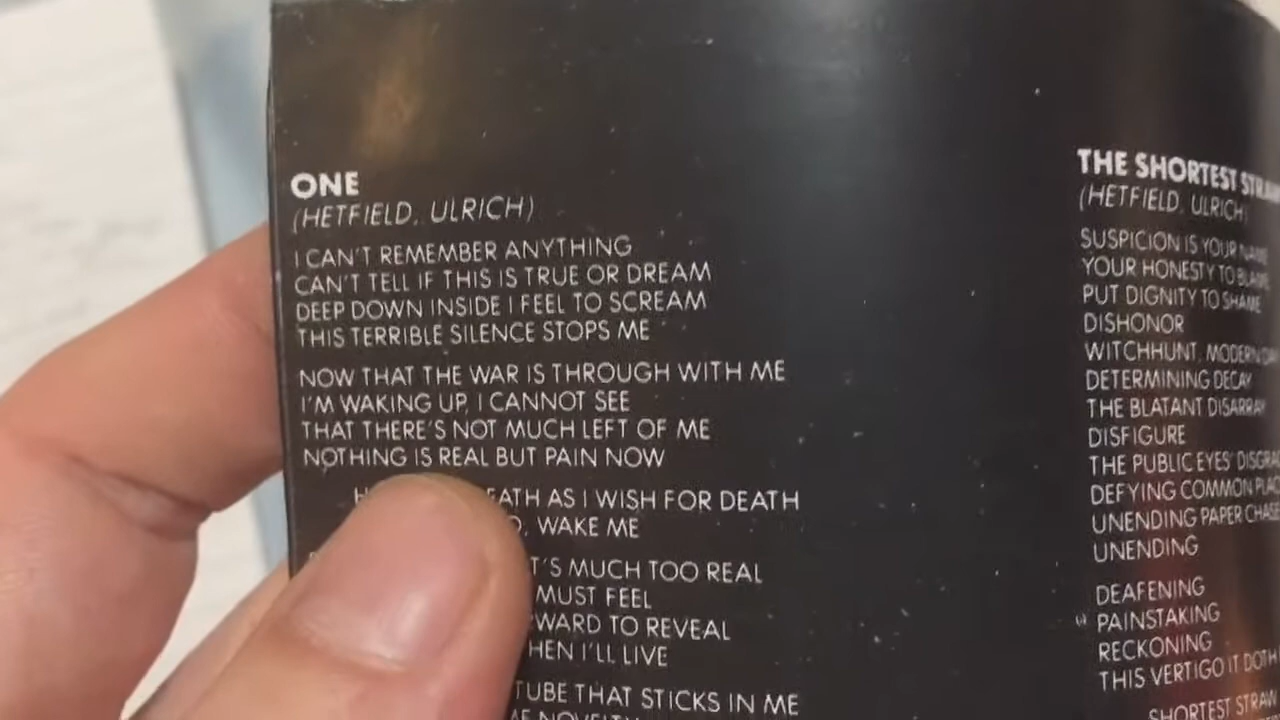 ONE
(HETFIELD, ULRICH)
I CAN'T REMEMBER ANYTHING
CAN'T TELL IF THIS IS TRUE OR DREAM
DEEP DOWN INSIDE I FEEL TO SCREAM
THIS TERRIBLE SILENCE STOPS ME
NOW THAT THE WAR IS THROUGH WITH ME
I'M WAKING UP, I CANNOT SEE
THAT THERE'S NOT MUCH LEFT OF ME
NOTHING IS REAL BUT PAIN NOW
AS I WISH FOR DEATH
WAKE ME
MUCH TOO REAL
MUST FEEL
TO REVEAL
I'LL LIVE
TUBE THAT STICKS IN ME
THE SHORTEST
(HETFIELD, ULRICH)
SUSPICION IS YOUR NAME
YOUR HONESTY TO BLAME
PUT DIGNITY TO SHAME
DISHONOR
WITCHHUNT, MODERN
DETERMINING DECAY
THE BLATANT DISARRAY
DISFIGURE
THE PUBLIC EYES'
DEFYING COMMON
UNENDING PAPER
UNENDING
DEAFENING
PAINSTAKING
RECKONING
THIS VERTIGO IT DOTH
SHORTEST STRAW